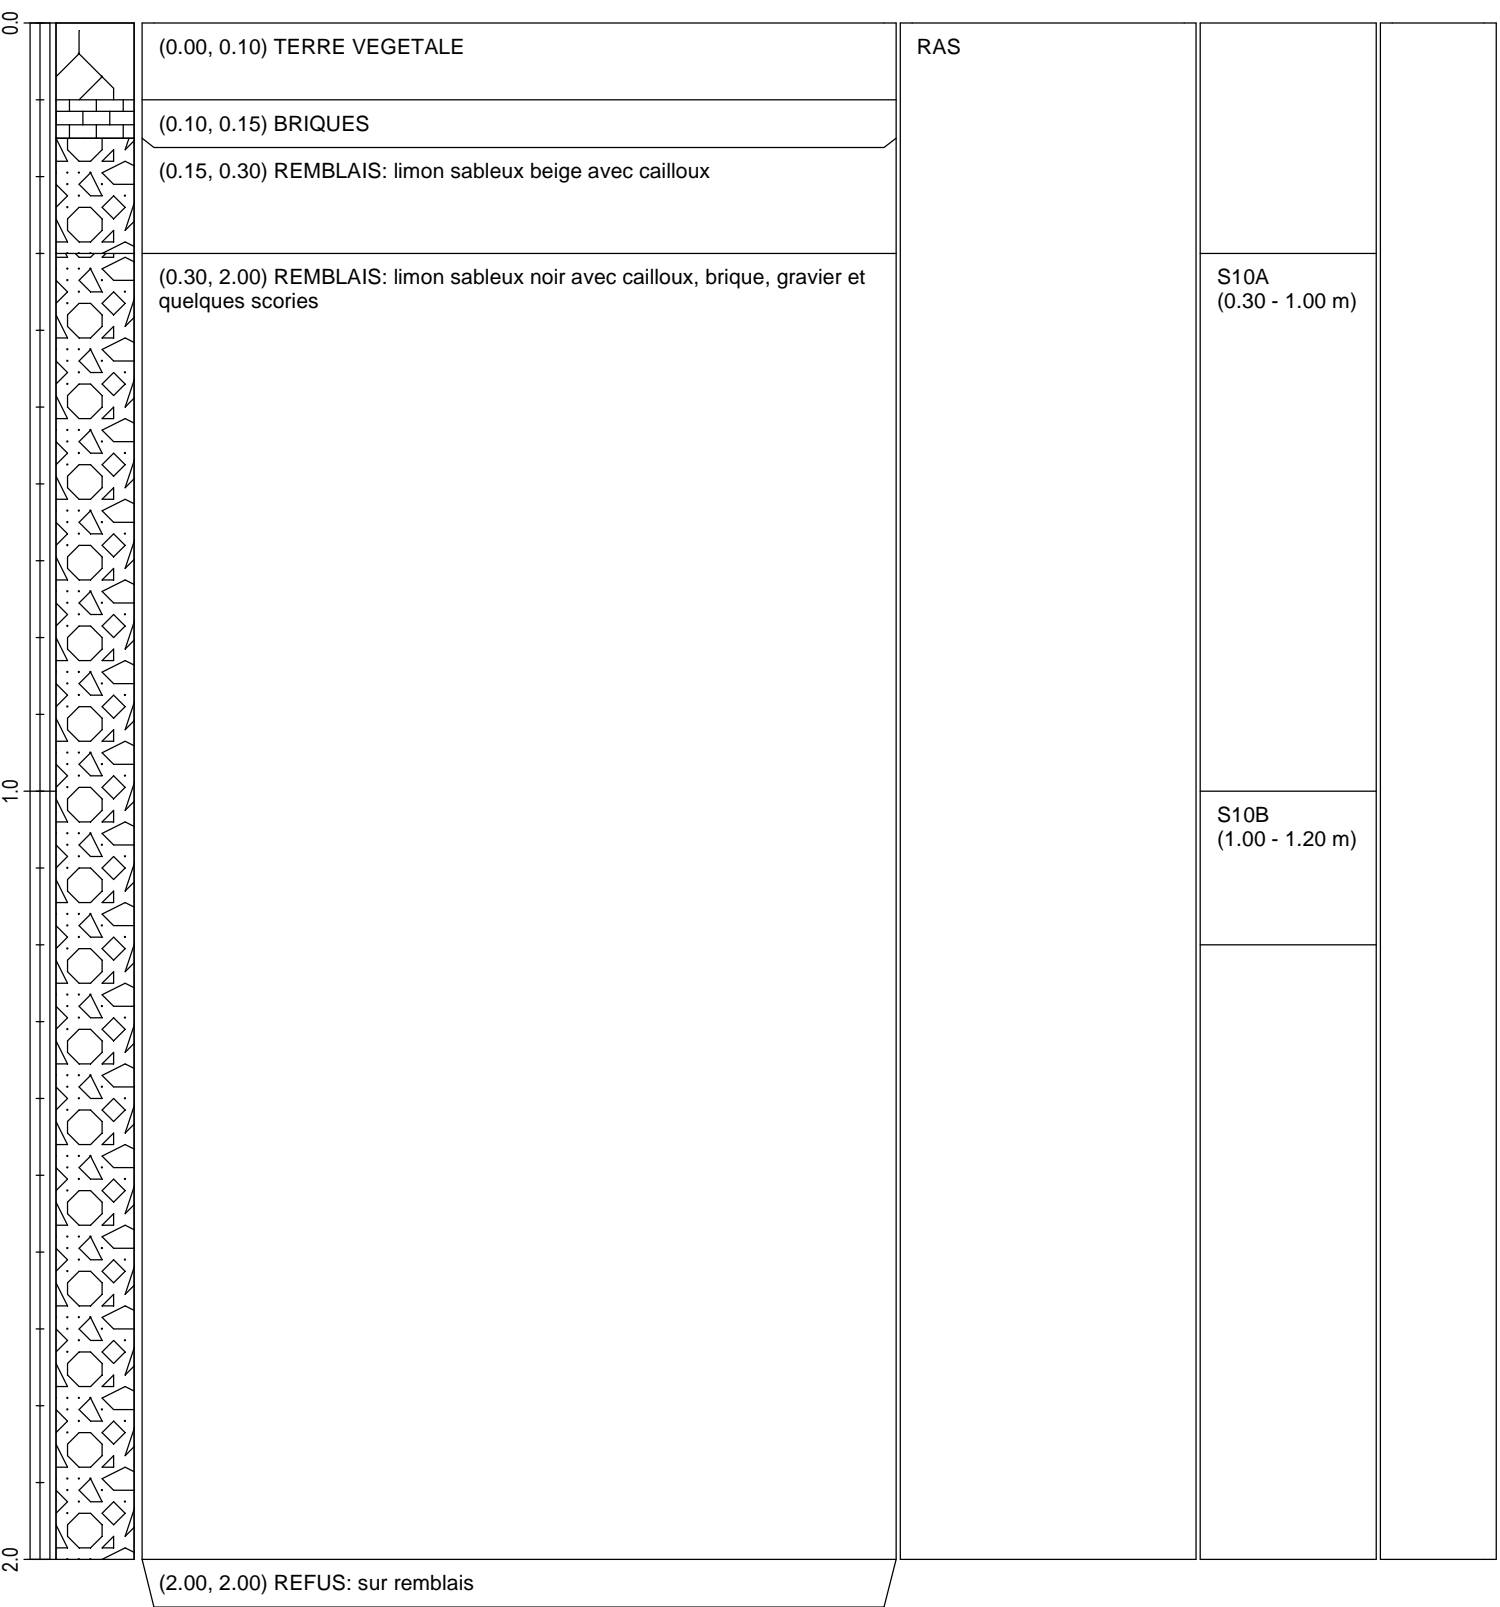 0.0
(0.00, 0.10) TERRE VEGETALE
RAS
(0.10, 0.15) BRIQUES
(0.15, 0.30) REMBLAIS: limon sableux beige avec cailloux
(0.30, 2.00) REMBLAIS: limon sableux noir avec cailloux, brique, gravier et
quelques scories
S10A
(0.30 - 1.00 m)
1.0
S10B
(1.00 - 1.20 m)
2.0
(2.00, 2.00) REFUS: sur remblais